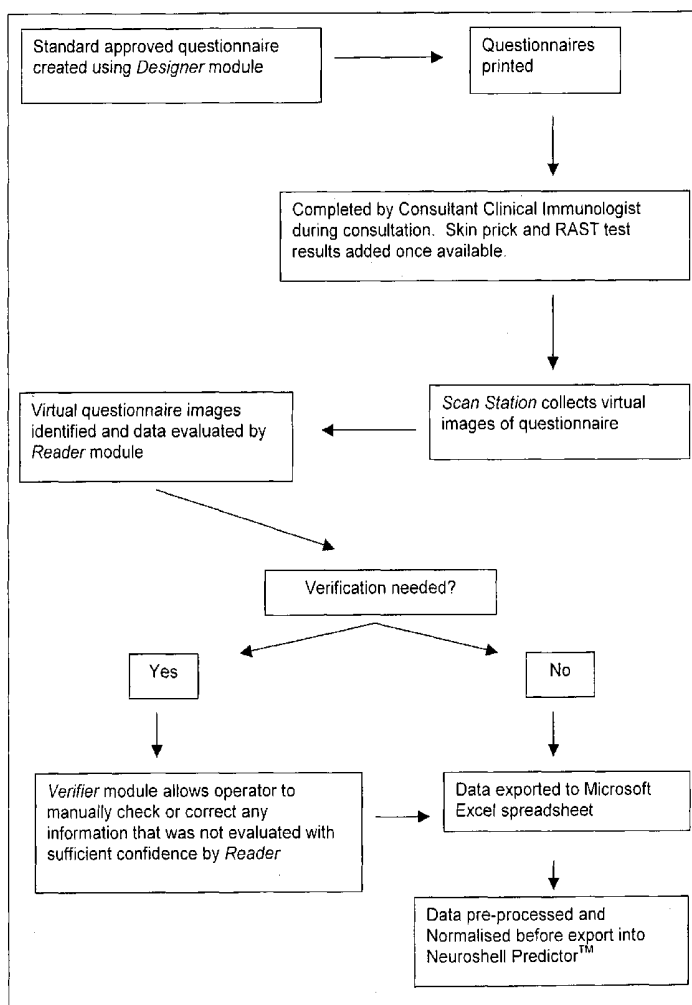 Standard approved questionnaire
created using Designer module
Questionnaires
printed
Completed by Consultant Clinical Immunologist
during consultation. Skin prick and RAST test
results added once available.
Scan Station collects virtual
images of questionnaire
Virtual questionnaire images
identified and data evaluated by
Reader module
Verification needed?
Yes
No
Verifier module allows operator to
manually check or correct any
information that was not evaluated with
sufficient confidence by Reader
Data exported to Microsoft
Excel spreadsheet
Data pre-processed and
Normalised before export into
Neuroshell Predictor™